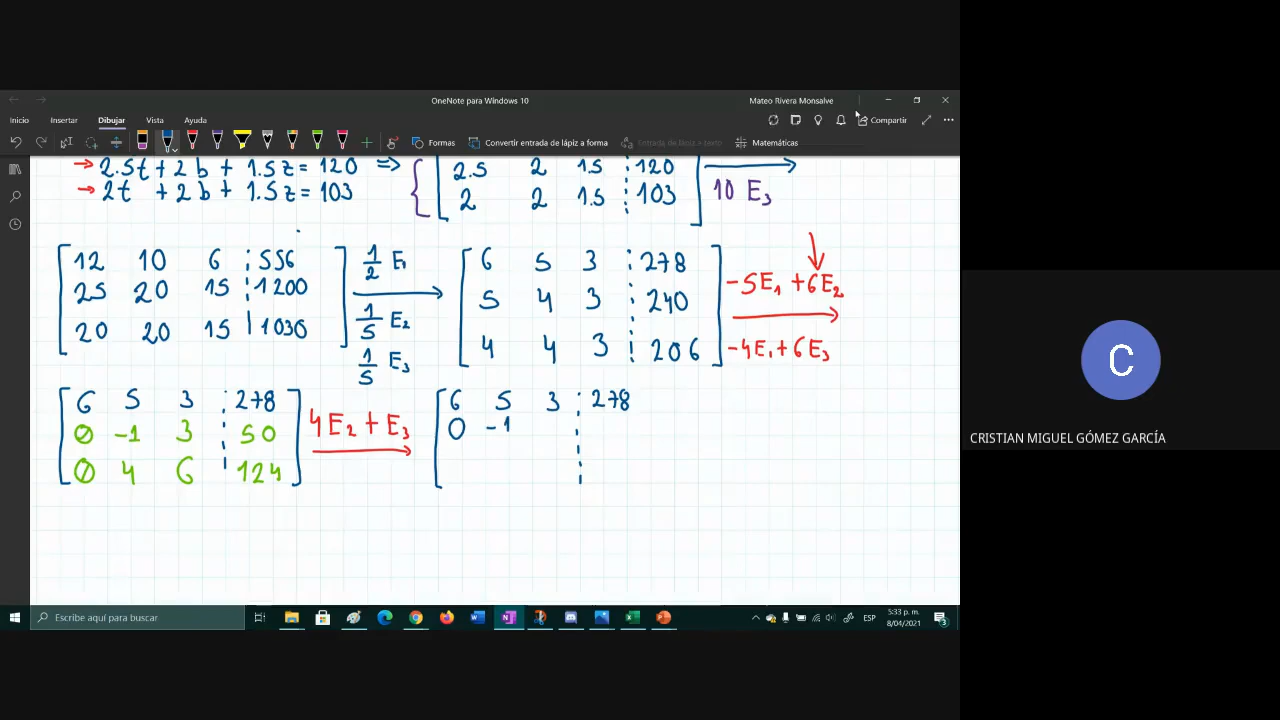 OneNote para Windows 10
Mateo Rivera Monsalve
Inicio Insertar Dibujar Vista Ayuda
Compartir
Formas Convertir entrada de lápiz a forma Entrada de lápiz a texto Matemáticas
→ 2.5t + 2b + 1.5z = 120 ⇒ 2.5 2 1.5 120
→ 2t + 2b + 1.5z = 103 2 2 1.5 103
10 E₃
12 10 6 556
25 20 15 1200
20 20 15 1030
1/2 E₁
1/5 E₂
1/5 E₃
6 5 3 278
5 4 3 240
4 4 3 206
-5E₁ + 6E₂
-4E₁ + 6E₃
6 5 3 278
0 -1 3 50
0 4 6 124
4E₂ + E₃
6 5 3 278
0 -1
C
CRISTIAN MIGUEL GÓMEZ GARCÍA
Escribe aquí para buscar
ESP
5:33 p. m.
8/04/2021
3